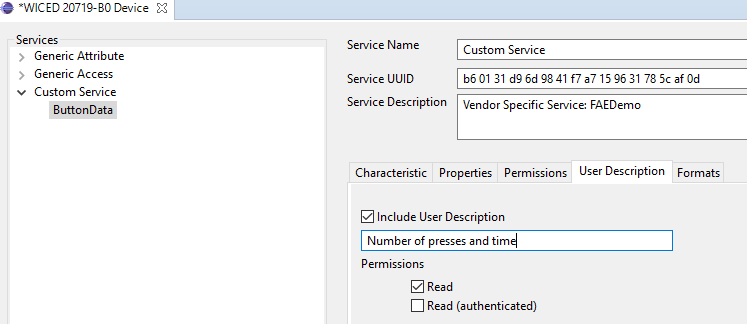 *WICED 20719-B0 Device
Services
Generic Attribute
Generic Access
Custom Service
ButtonData
Service Name
Custom Service
Service UUID
b6 01 31 d9 6d 98 41 f7 a7 15 96 31 78 5c af 0d
Service Description
Vendor Specific Service: FAEDemo
Characteristic Properties Permissions User Description Formats
Include User Description
Number of presses and time
Permissions
Read
Read (authenticated)